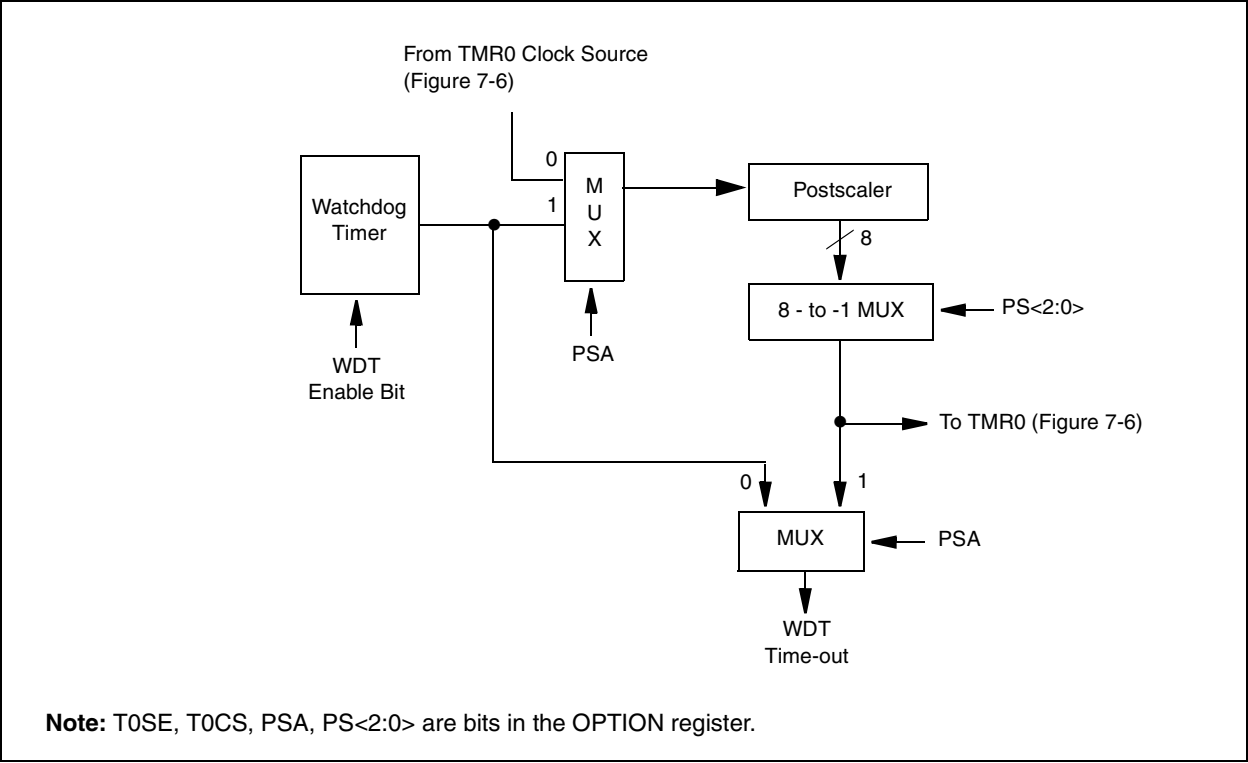 From TMR0 Clock Source
(Figure 7-6)
0
1
M
U
X
Watchdog
Timer
Postscaler
8
8 - to -1 MUX
PS<2:0>
PSA
WDT
Enable Bit
To TMR0 (Figure 7-6)
0
1
MUX
PSA
WDT
Time-out
Note: T0SE, T0CS, PSA, PS<2:0> are bits in the OPTION register.